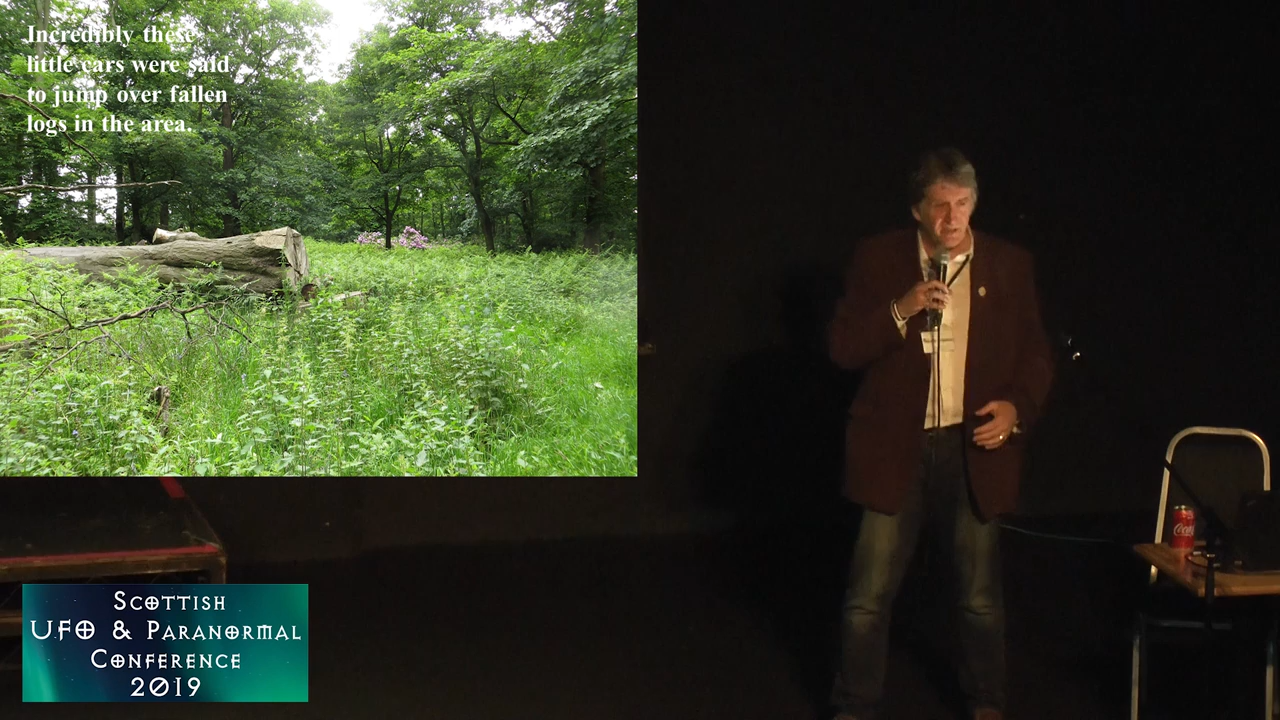 Incredibly these
little cars were said
to jump over fallen
logs in the area.
SCOTTISH
UFO & PARANORMAL
CONFERENCE
2019